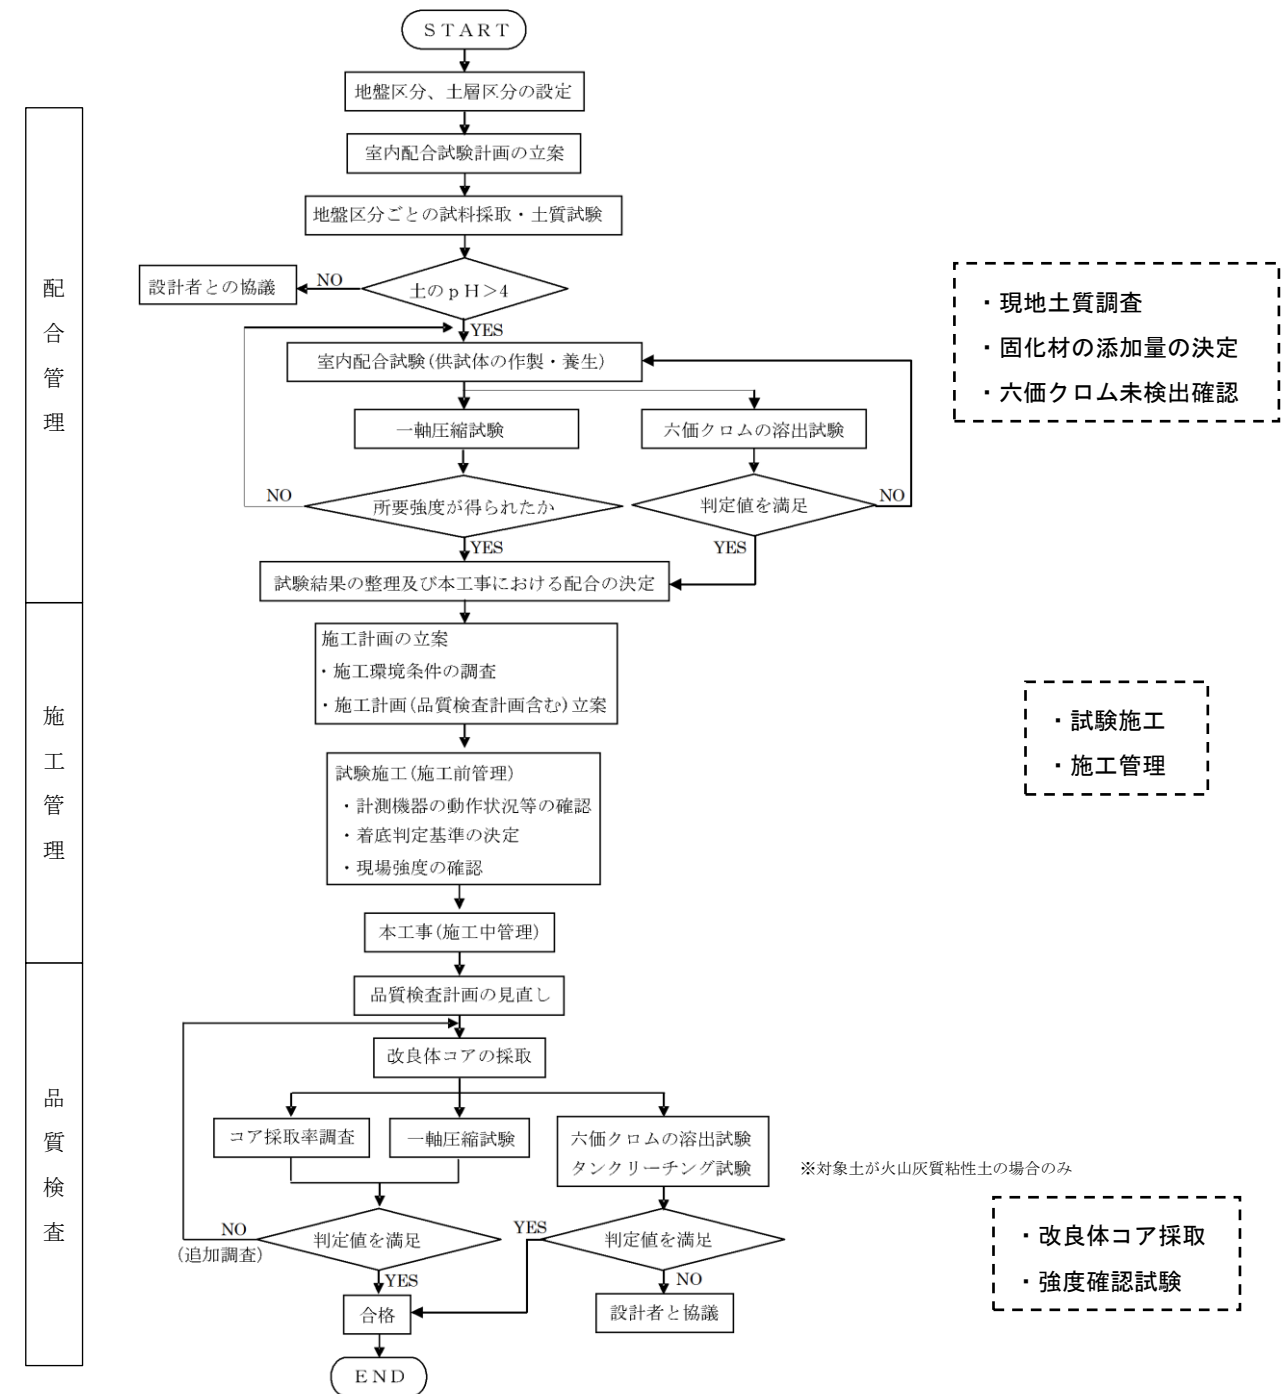 START
地盤区分、土層区分の設定
室内配合試験計画の立案
地盤区分ごとの試料採取・土質試験
設計者との協議
NO
土のpH>4
YES
室内配合試験(供試体の作製・養生)
一軸圧縮試験
六価クロムの溶出試験
NO
所要強度が得られたか
判定値を満足
NO
YES
YES
試験結果の整理及び本工事における配合の決定
配合管理
・現地土質調査
・固化材の添加量の決定
・六価クロム未検出確認
施工計画の立案
・施工環境条件の調査
・施工計画(品質検査計画含む)立案
試験施工(施工前管理)
・計測機器の動作状況等の確認
・着底判定基準の決定
・現場強度の確認
本工事(施工中管理)
施工管理
・試験施工
・施工管理
品質検査計画の見直し
改良体コアの採取
コア採取率調査
一軸圧縮試験
六価クロムの溶出試験
タンクリーチング試験
※対象土が火山灰質粘性土の場合のみ
NO
(追加調査)
判定値を満足
YES
判定値を満足
YES
NO
合格
設計者と協議
END
品質検査
・改良体コア採取
・強度確認試験